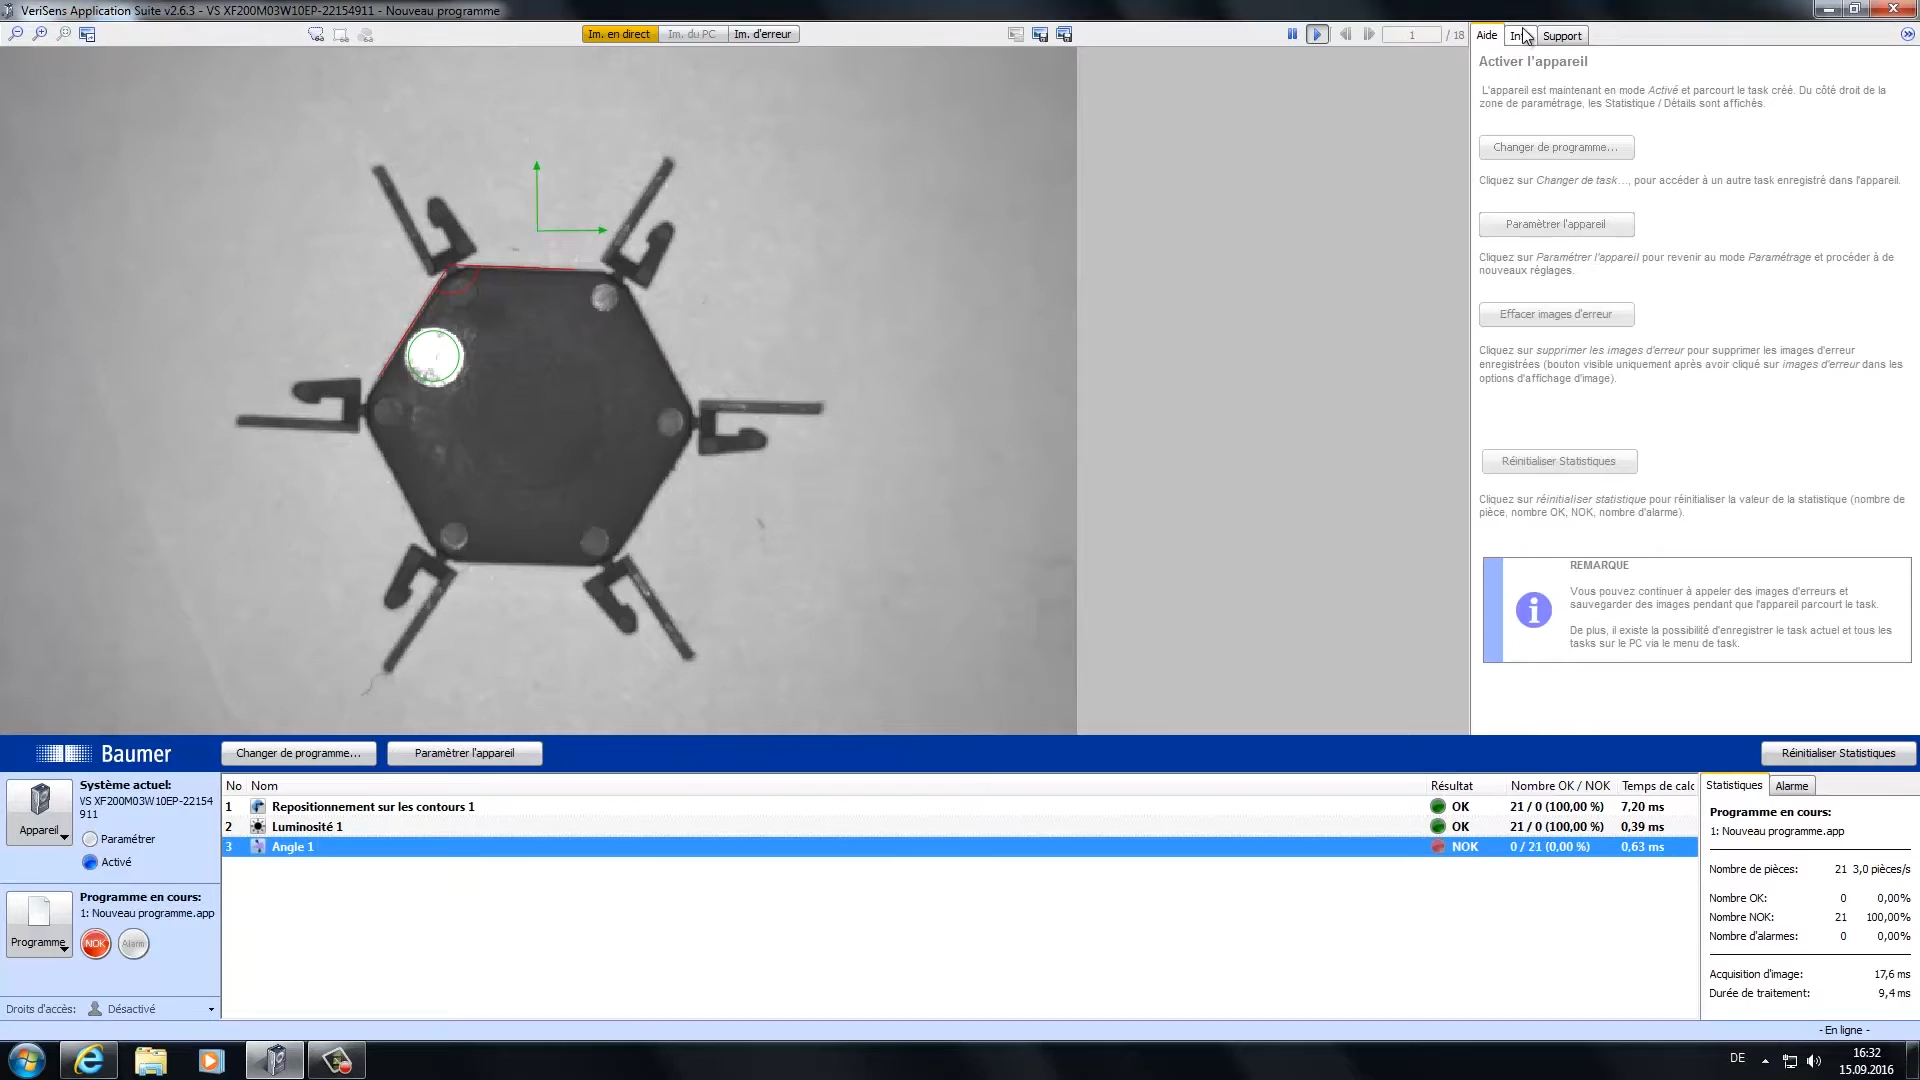 VeriSens Application Suite v2.6.3 - VS XF200M03W10EP-22154911 - Nouveau programme
Im. en direct
Im. du PC
Im. d'erreur
1
/ 18
Aide
Support
Activer l'appareil
L'appareil est maintenant en mode Activé et parcourt le task créé. Du côté droit de la
zone de paramétrage, les Statistique / Détails sont affichés.
Changer de programme...
Cliquez sur Changer de task..., pour accéder à un autre task enregistré dans l'appareil.
Paramètrer l'appareil
Cliquez sur Paramétrer l'appareil pour revenir au mode Paramétrage et procéder à de
nouveaux réglages.
Effacer images d'erreur
Cliquez sur supprimer les images d'erreur pour supprimer les images d'erreur
enregistrées (bouton visible uniquement après avoir cliqué sur images d'erreur dans les
options d'affichage d'image).
Réinitialiser Statistiques
Cliquez sur réinitialiser statistique pour réinitialiser la valeur de la statistique (nombre de
pièce, nombre OK, NOK, nombre d'alarme).
REMARQUE
Vous pouvez continuer à appeler des images d'erreurs et
sauvegarder des images pendant que l'appareil parcourt le task.
De plus, il existe la possibilité d'enregistrer le task actuel et tous les
tasks sur le PC via le menu de task.
Baumer
Changer de programme...
Paramètrer l'appareil
Réinitialiser Statistiques
Appareil
Système actuel:
VS XF200M03W10EP-22154
911
Paramétrer
Activé
Programme
Programme en cours:
1: Nouveau programme.app
NOK
Alarm
Droits d'accès:
Désactivé
No Nom Résultat Nombre OK / NOK Temps de calc
1 Repositionnement sur les contours 1 OK 21 / 0 (100,00 %) 7,20 ms
2 Luminosité 1 OK 21 / 0 (100,00 %) 0,39 ms
3 Angle 1 NOK 0 / 21 (0,00 %) 0,63 ms
Statistiques
Alarme
Programme en cours:
1: Nouveau programme.app
Nombre de pièces: 21 3,0 pièces/s
Nombre OK: 0 0,00%
Nombre NOK: 21 100,00%
Nombre d'alarmes: 0 0,00%
Acquisition d'image: 17,6 ms
Durée de traitement: 9,4 ms
- En ligne -
DE
16:32
15.09.2016